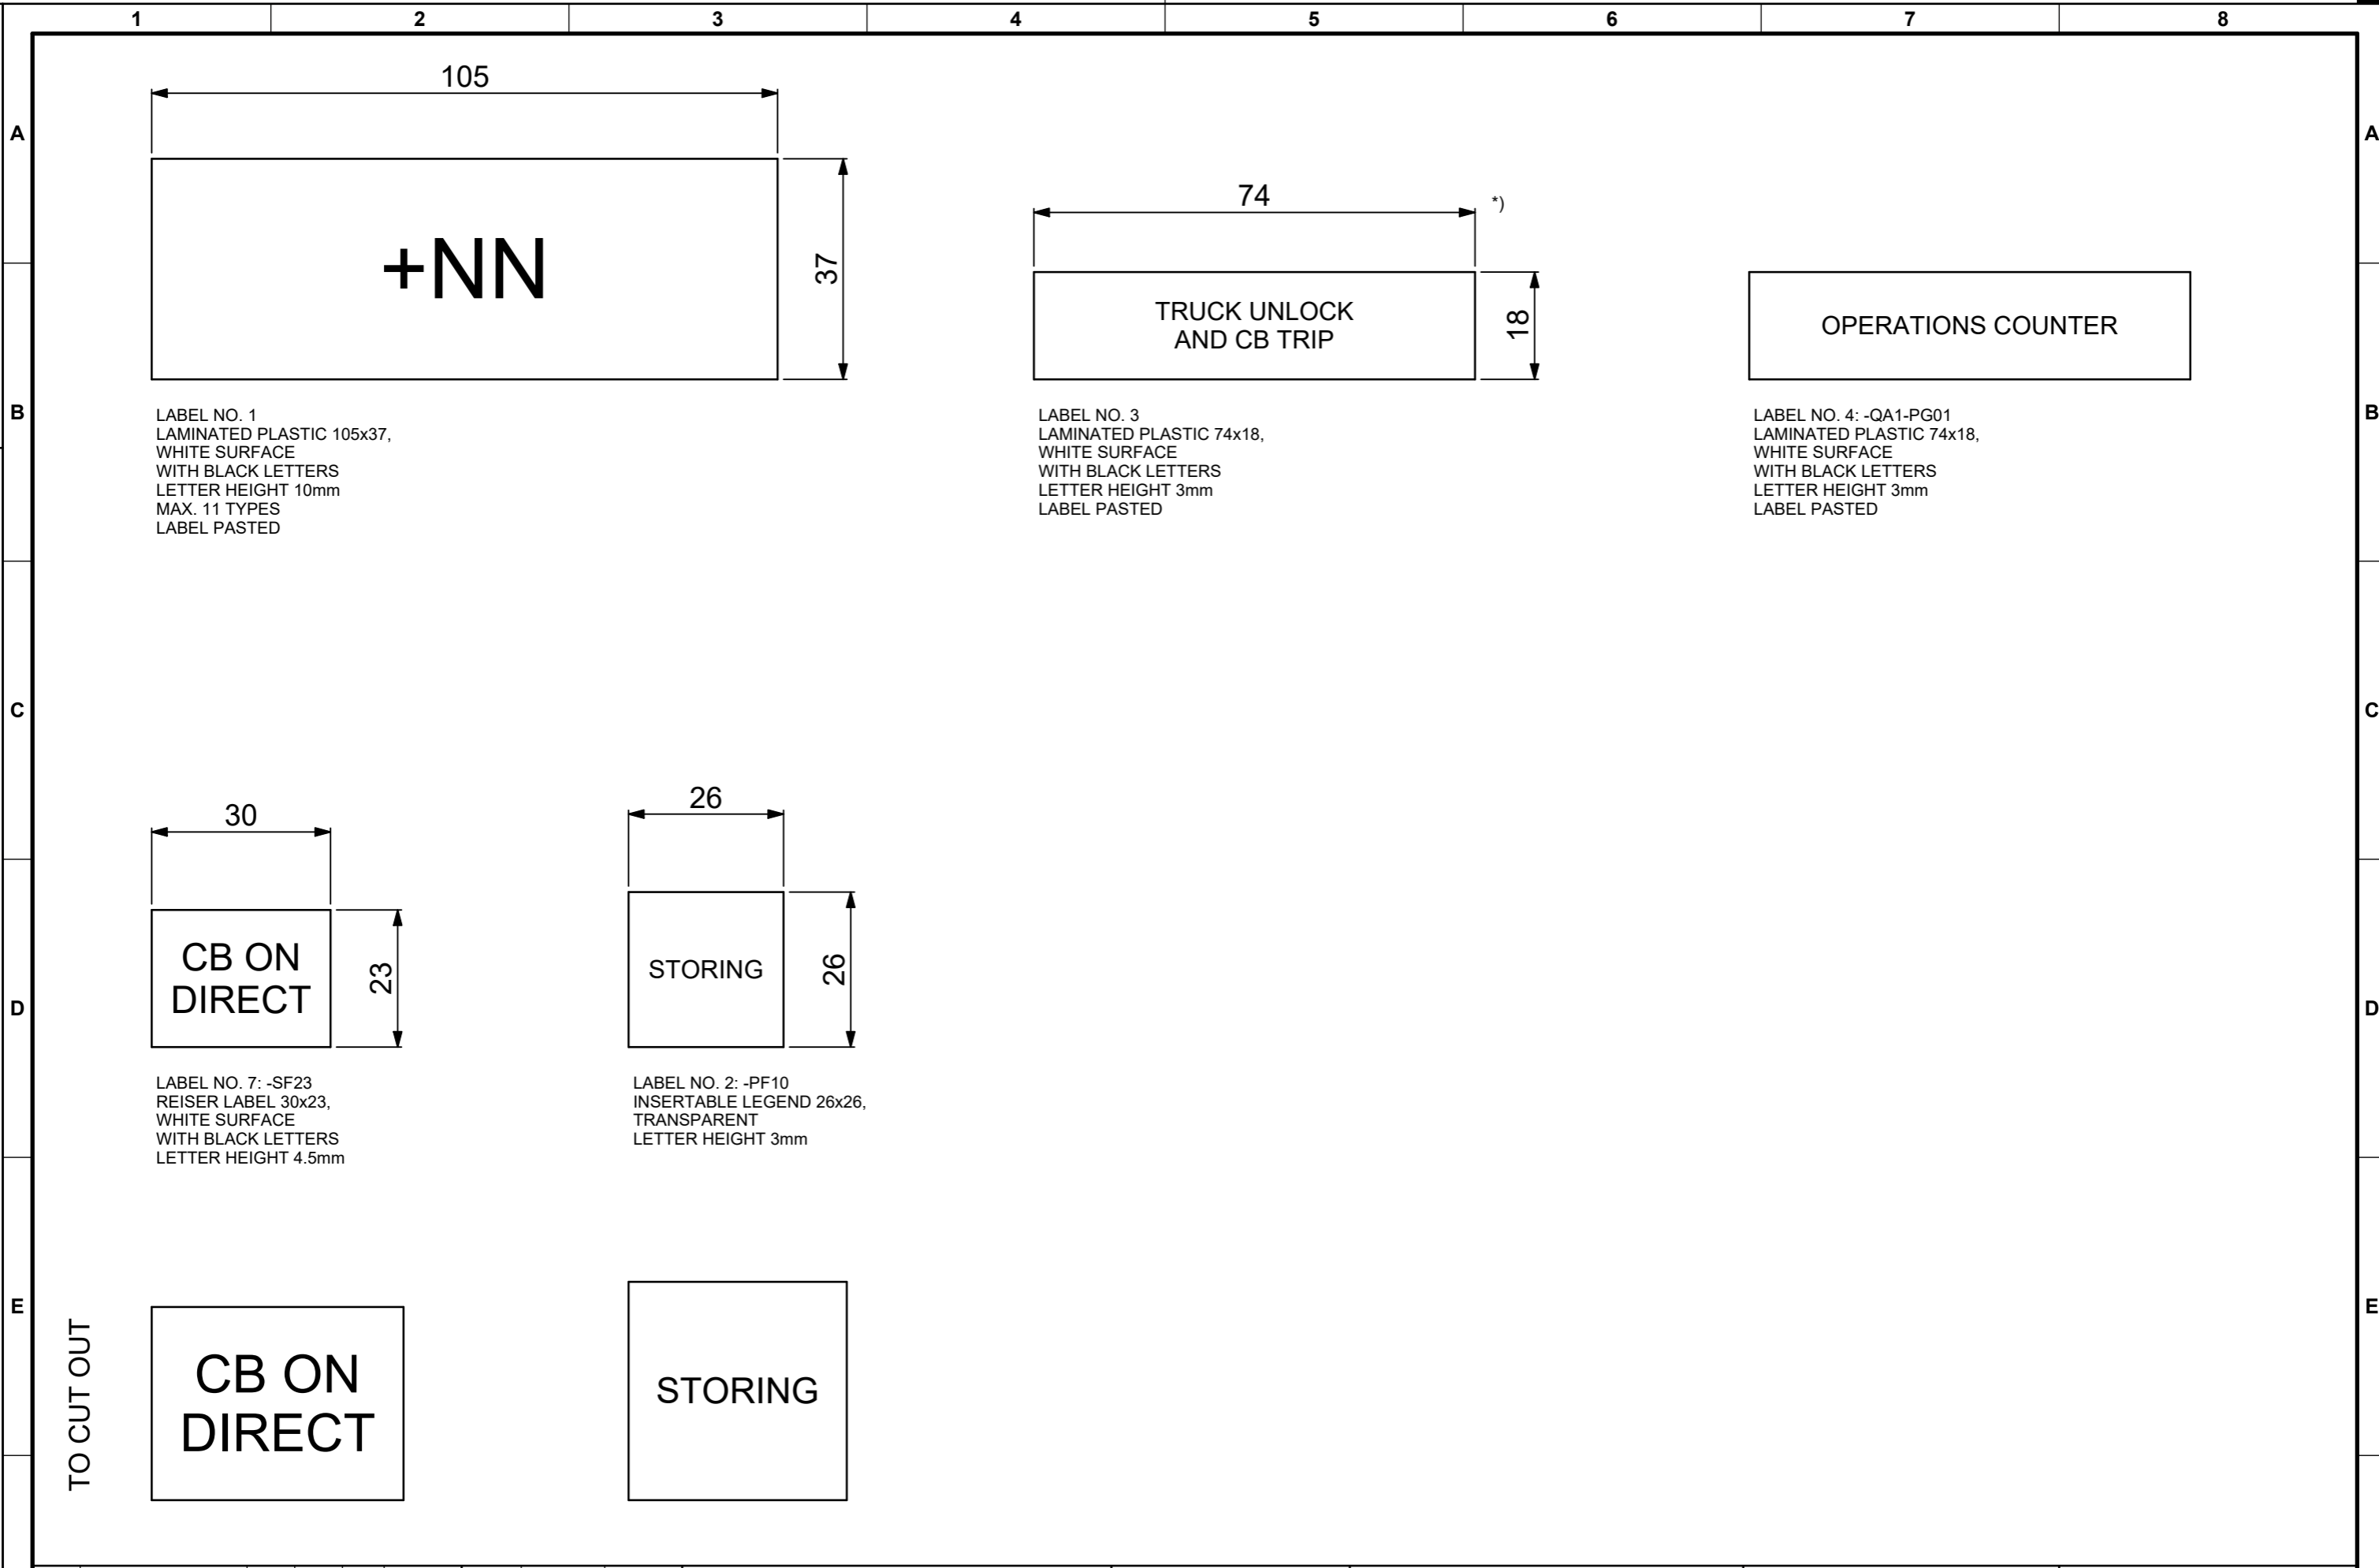 1 2 3 4 5 6 7 8
A A
105
+NN
37
74 *)
TRUCK UNLOCK
AND CB TRIP
18
OPERATIONS COUNTER
B B
LABEL NO. 1
LAMINATED PLASTIC 105x37,
WHITE SURFACE
WITH BLACK LETTERS
LETTER HEIGHT 10mm
MAX. 11 TYPES
LABEL PASTED
LABEL NO. 3
LAMINATED PLASTIC 74x18,
WHITE SURFACE
WITH BLACK LETTERS
LETTER HEIGHT 3mm
LABEL PASTED
LABEL NO. 4: -QA1-PG01
LAMINATED PLASTIC 74x18,
WHITE SURFACE
WITH BLACK LETTERS
LETTER HEIGHT 3mm
LABEL PASTED
C C
30
CB ON
DIRECT
23
26
STORING
26
D D
LABEL NO. 7: -SF23
REISER LABEL 30x23,
WHITE SURFACE
WITH BLACK LETTERS
LETTER HEIGHT 4.5mm
LABEL NO. 2: -PF10
INSERTABLE LEGEND 26x26,
TRANSPARENT
LETTER HEIGHT 3mm
E E
TO CUT OUT
CB ON
DIRECT
STORING